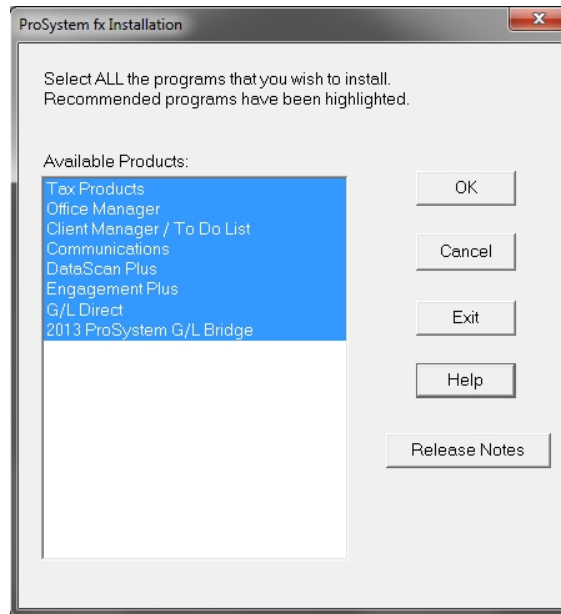 ProSystem fx Installation
Select ALL the programs that you wish to install.
Recommended programs have been highlighted.
Available Products:
Tax Products
Office Manager
Client Manager / To Do List
Communications
DataScan Plus
Engagement Plus
G/L Direct
2013 ProSystem G/L Bridge
OK
Cancel
Exit
Help
Release Notes